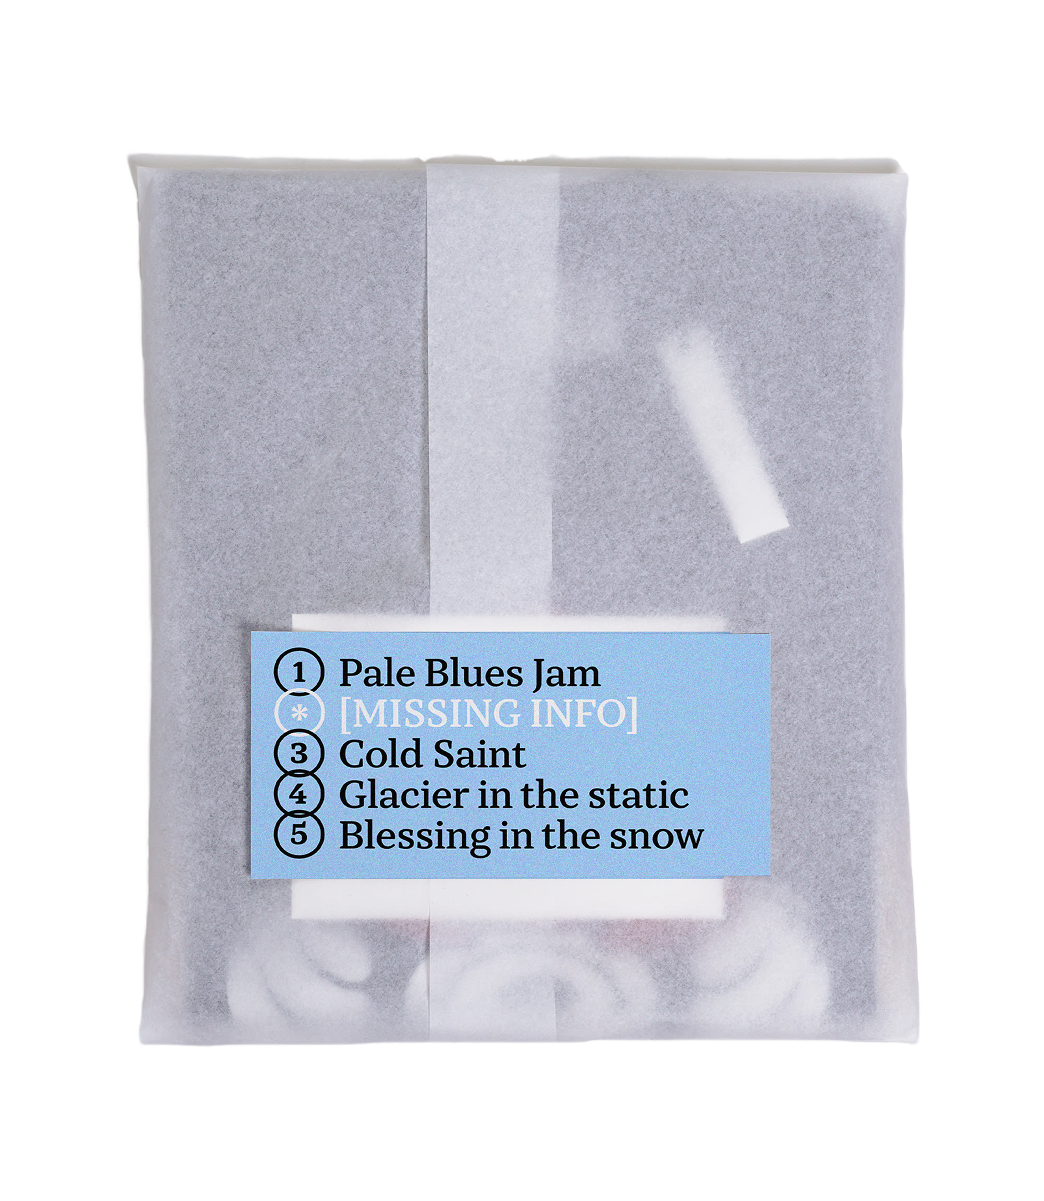 1 Pale Blues Jam
* [MISSING INFO]
3 Cold Saint
4 Glacier in the static
5 Blessing in the snow